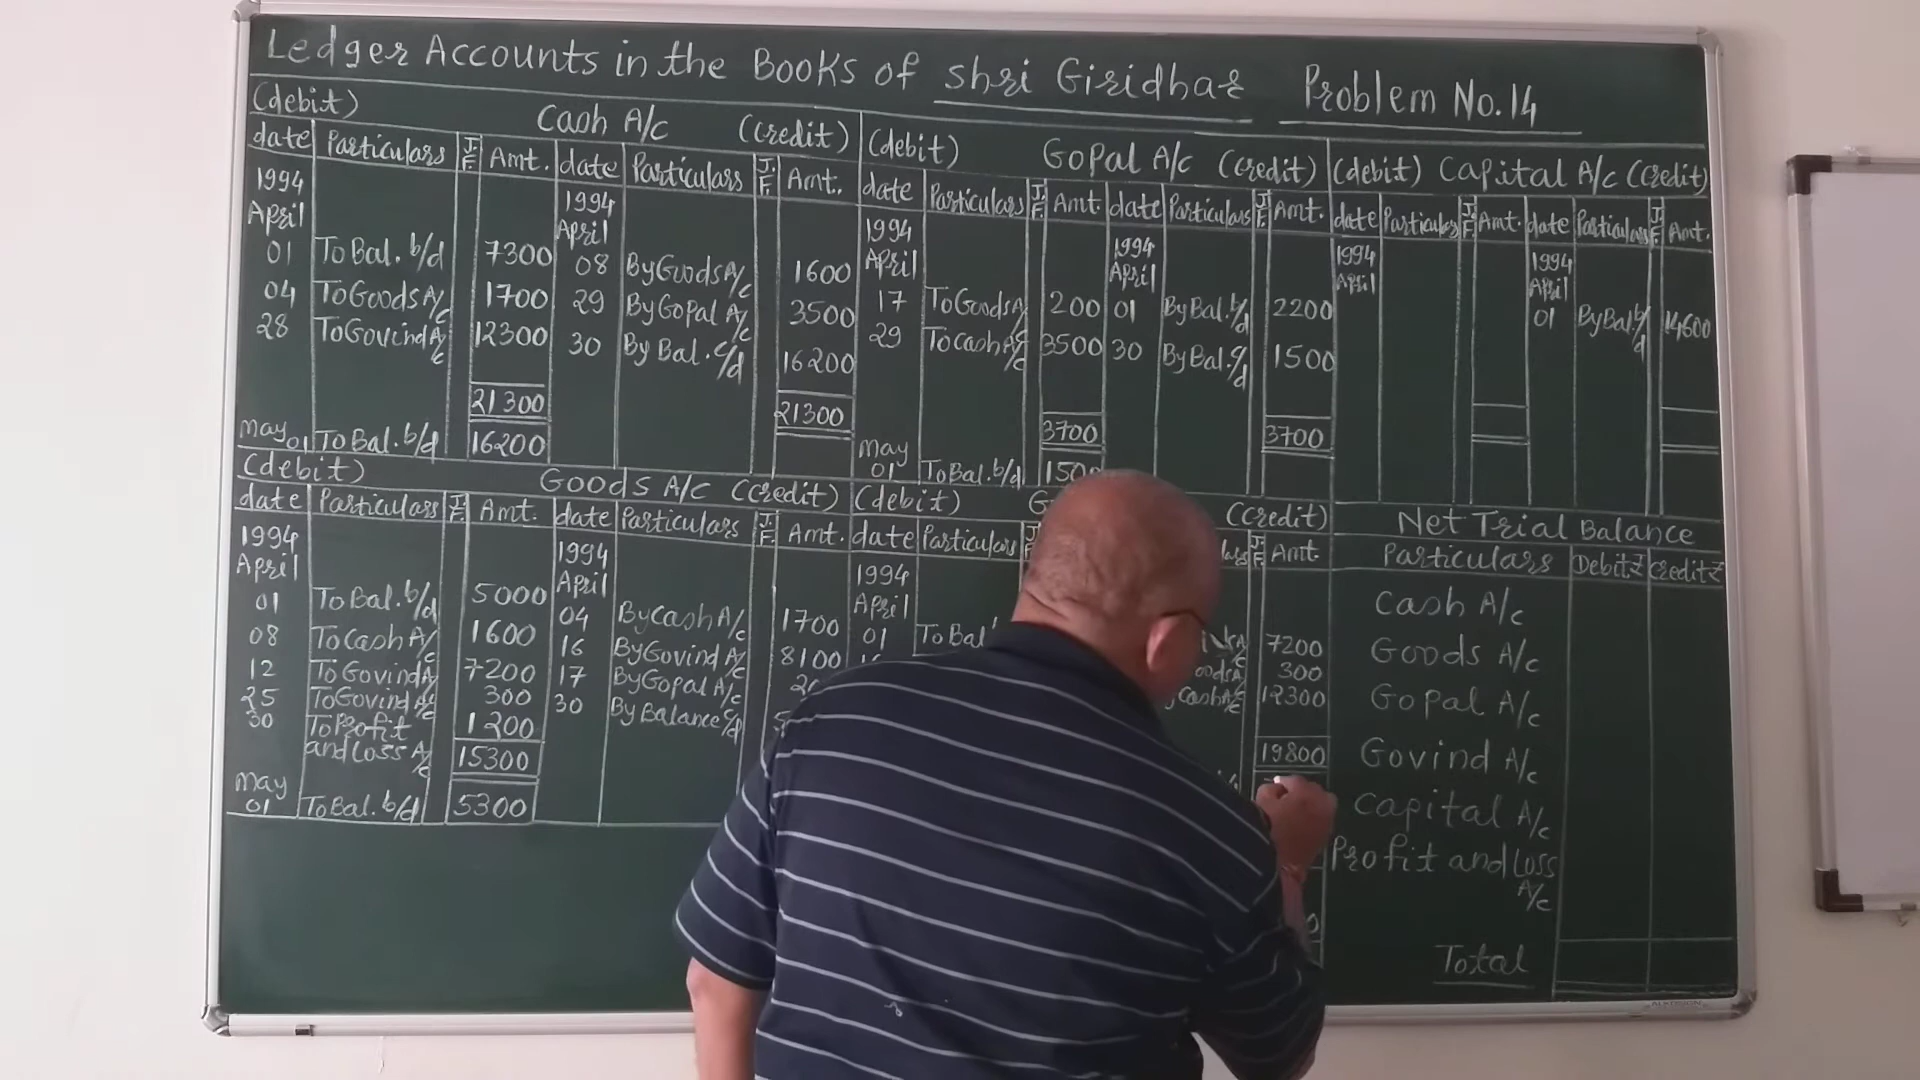 Ledger Accounts in the Books of Shri Giridhar Problem No.14
(debit) Cash A/c (credit)
date Particulars J.F. Amt. date Particulars J.F. Amt.
1994 April 1994 April
01 To Bal. b/d 7300 08 By Goods A/c 1600
04 To Goods A/c 1700 29 By Gopal A/c 3500
28 To Govind A/c 12300 30 By Bal. c/d 16200
21300 21300
May 01 To Bal. b/d 16200
(debit) Gopal A/c (credit)
date Particulars J.F. Amt date Particulars J.F. Amt.
1994 April 1994 April
17 To Goods A/c 200 01 By Bal. b/d 2200
29 To Cash A/c 3500 30 By Bal. c/d 1500
3700 3700
May 01 To Bal. b/d
(debit) Capital A/c (credit)
date Particulars J.F. Amt. date Particulars J.F. Amt.
1994 April 1994 April
01 By Bal. b/d 14600
(debit) Goods A/c (credit)
date Particulars J.F. Amt. date Particulars J.F. Amt.
1994 April 1994 April
01 To Bal. b/d 5000 04 By Cash A/c 1700
08 To Cash A/c 1600 16 By Govind A/c 8100
12 To Govind A/c 7200 17 By Gopal A/c
25 To Govind A/c 300 30 By Balance c/d
30 To Profit and Loss A/c 1200
15300
May 01 To Bal. b/d 5300
(debit) (credit)
date Particulars J.F. Amt
1994 April
01 To Bal. 7200
300
12300
19800
Net Trial Balance
Particulars Debit ₹ Credit ₹
Cash A/c
Goods A/c
Gopal A/c
Govind A/c
Capital A/c
Profit and Loss A/c
Total